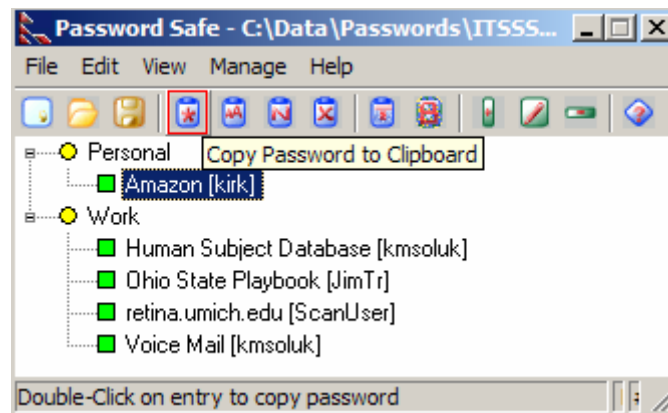 Password Safe - C:\Data\Passwords\ITSSS...
File Edit View Manage Help
Copy Password to Clipboard
Personal
Amazon [kirk]
Work
Human Subject Database [kmsoluk]
Ohio State Playbook [JimTr]
retina.umich.edu [ScanUser]
Voice Mail [kmsoluk]
Double-Click on entry to copy password